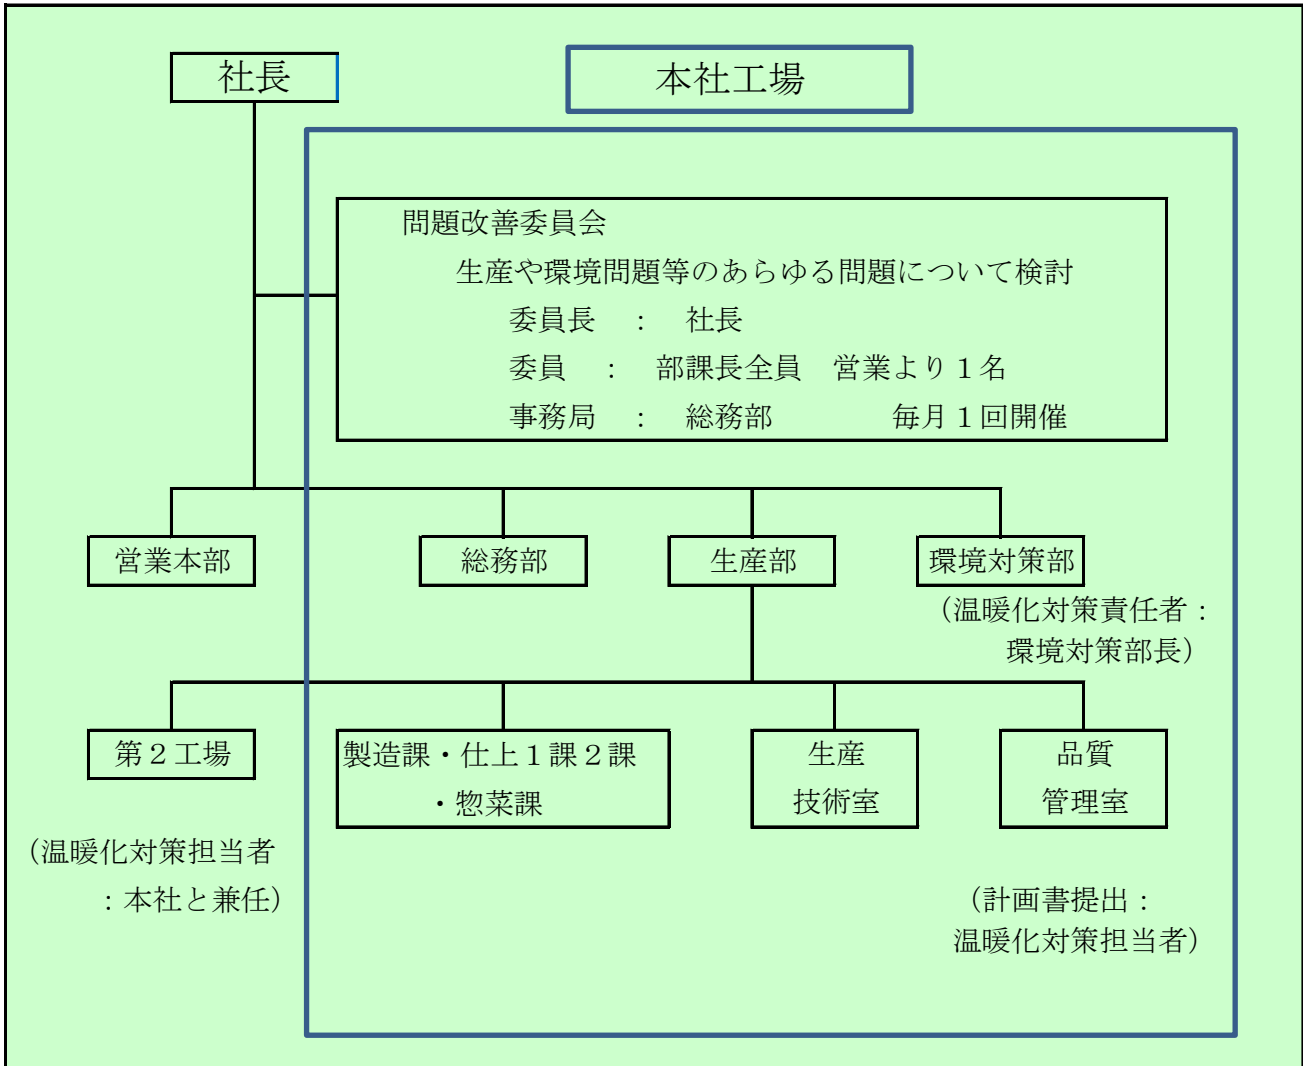 社長
本社工場
問題改善委員会
生産や環境問題等のあらゆる問題について検討
委員長　：　社長
委員　：　部課長全員　営業より１名
事務局　：　総務部　　　　毎月１回開催
営業本部
総務部
生産部
環境対策部
（温暖化対策責任者：
環境対策部長）
第２工場
製造課・仕上１課２課
・惣菜課
生産
技術室
品質
管理室
（温暖化対策担当者
：本社と兼任）
（計画書提出：
温暖化対策担当者）